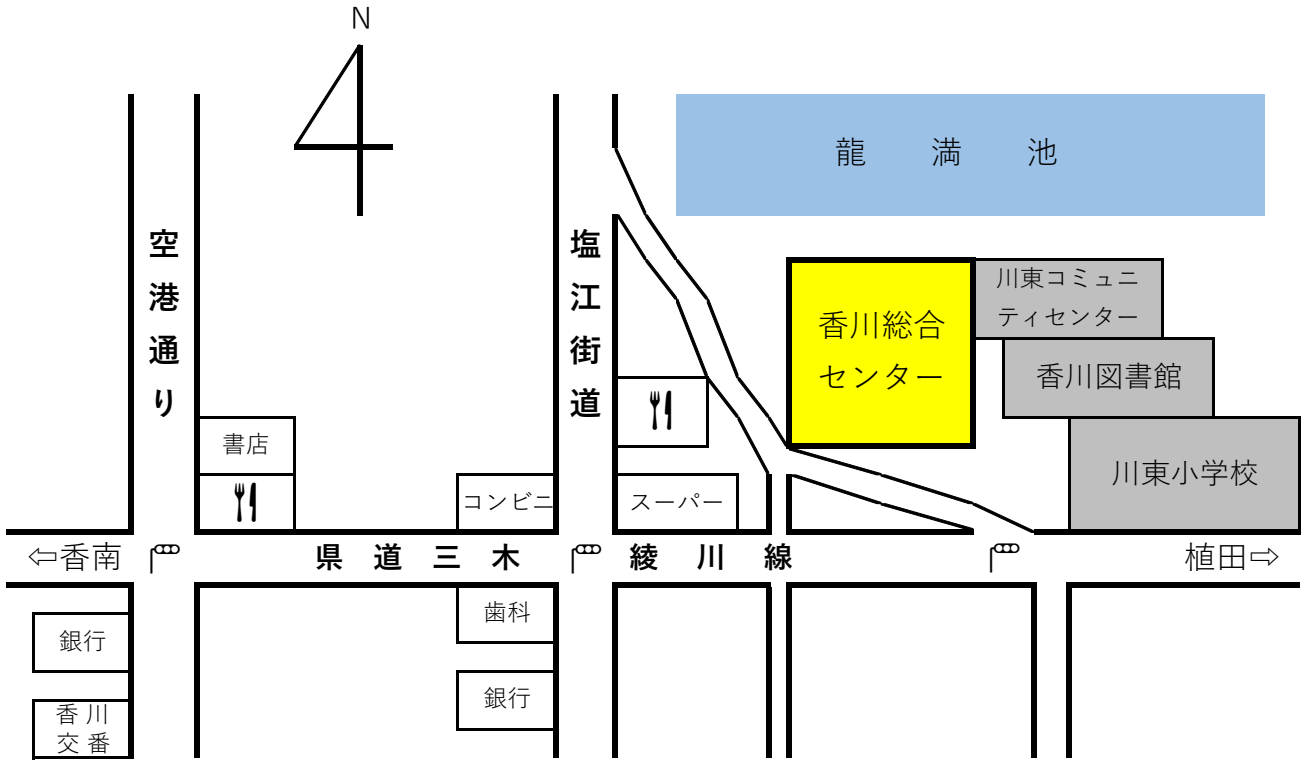 N
龍満池
空港通り
塩江街道
川東コミュニ
ティセンター
香川総合
センター
香川図書館
書店
川東小学校
コンビニ
スーパー
⇦香南
県道三木綾川線
植田⇨
歯科
銀行
銀行
香川
交番